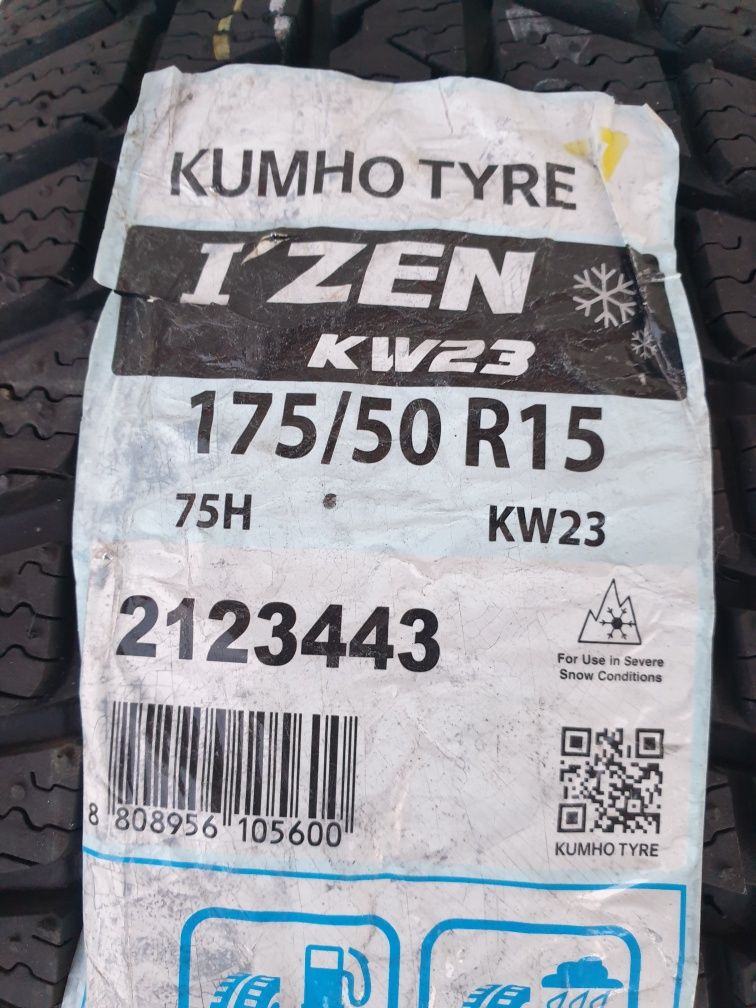 KUMHO TYRE
I'ZEN
KW23
175/50 R15
75H KW23
2123443
For Use in Severe
Snow Conditions
8 808956 105600
KUMHO TYRE